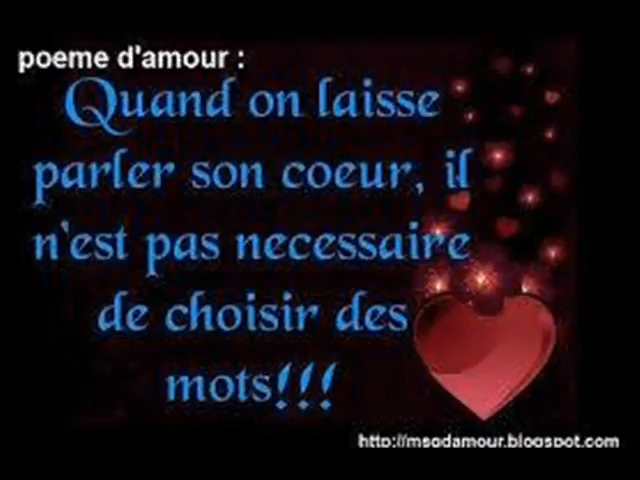 poeme d'amour :
Quand on laisse
parler son coeur, il
n'est pas necessaire
de choisir des
mots!!!
http://msgdamour.blogspot.com